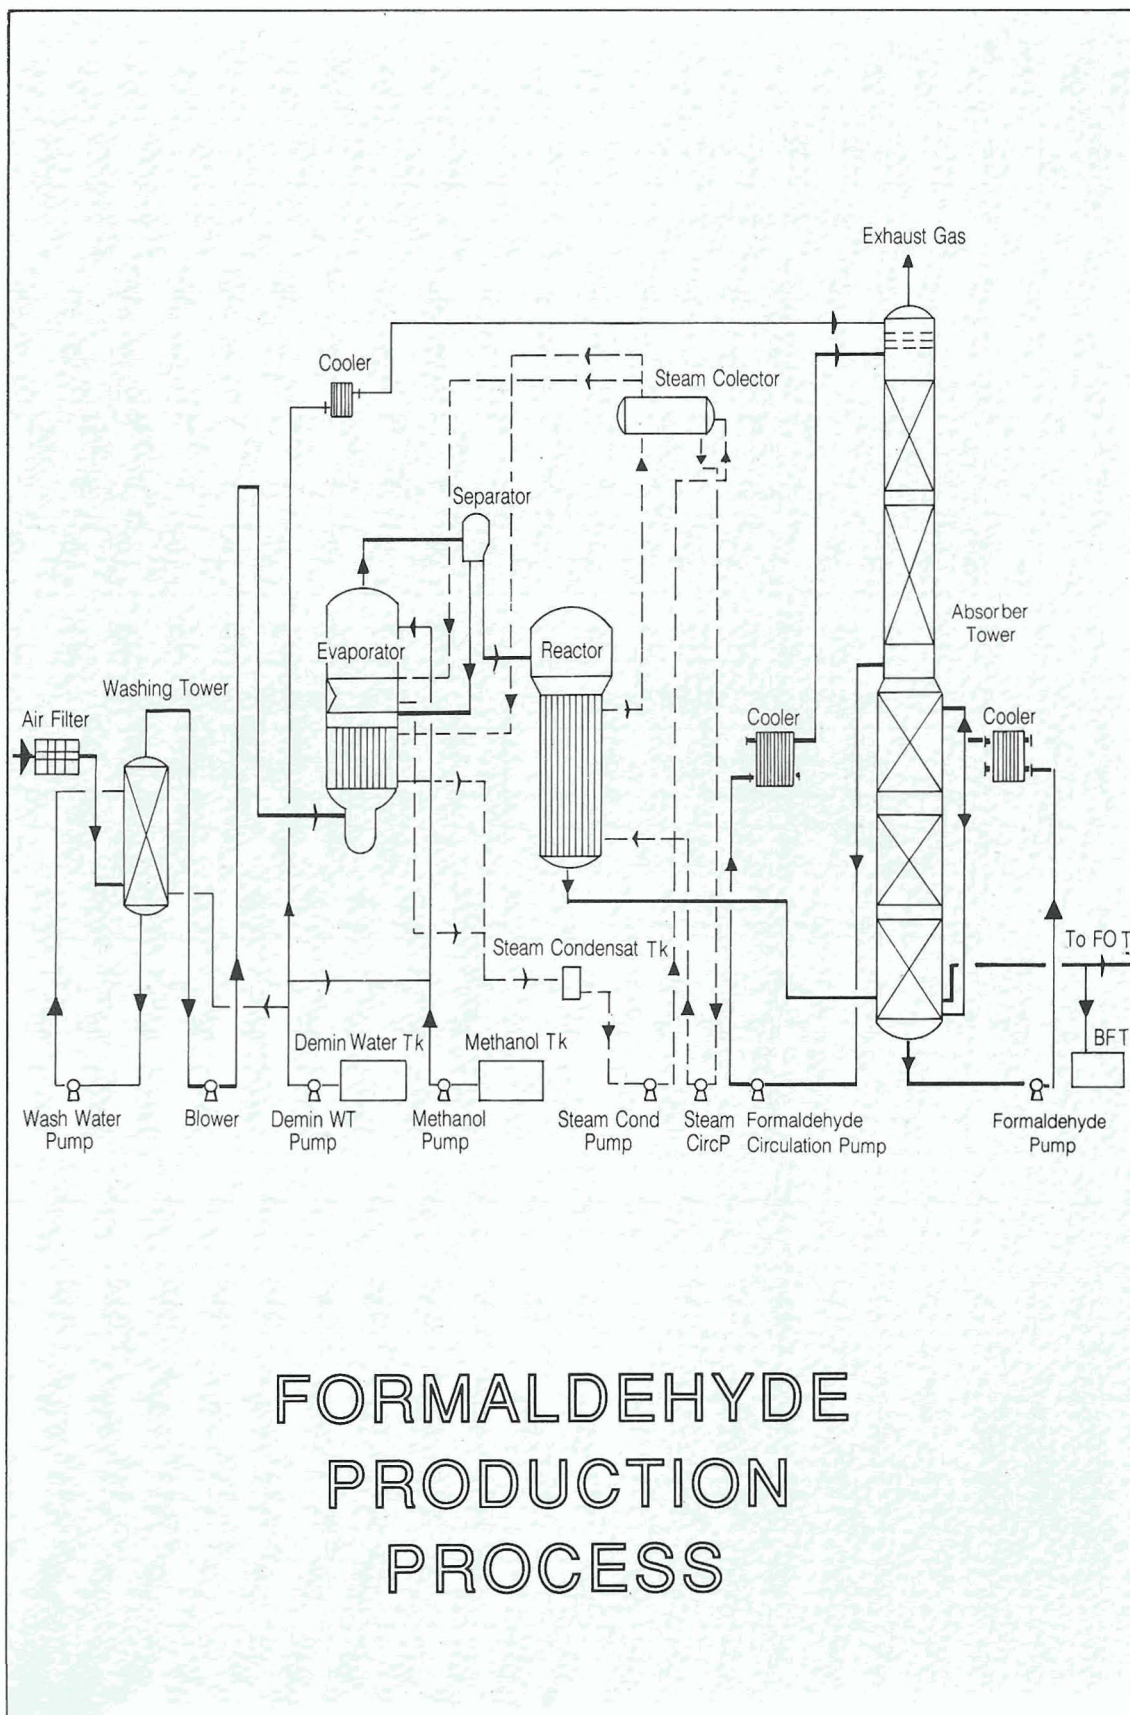 Exhaust Gas
Cooler
Steam Colector
Separator
Absorber
Tower
Evaporator
Reactor
Washing Tower
Air Filter
Cooler
Cooler
Steam Condensat Tk
To FO T
Demin Water Tk
Methanol Tk
BF T
Wash Water
Pump
Blower
Demin WT
Pump
Methanol
Pump
Steam Cond
Pump
Steam
CircP
Formaldehyde
Circulation Pump
Formaldehyde
Pump
FORMALDEHYDE
PRODUCTION
PROCESS